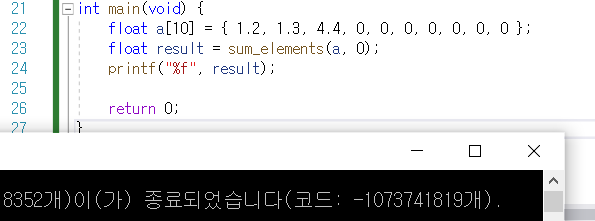 21 int main(void) {
22 float a[10] = { 1.2, 1.3, 4.4, 0, 0, 0, 0, 0, 0, 0 };
23 float result = sum_elements(a, 0);
24 printf("%f", result);
25
26 return 0;
27 }
8352개)이(가) 종료되었습니다(코드: -1073741819개).